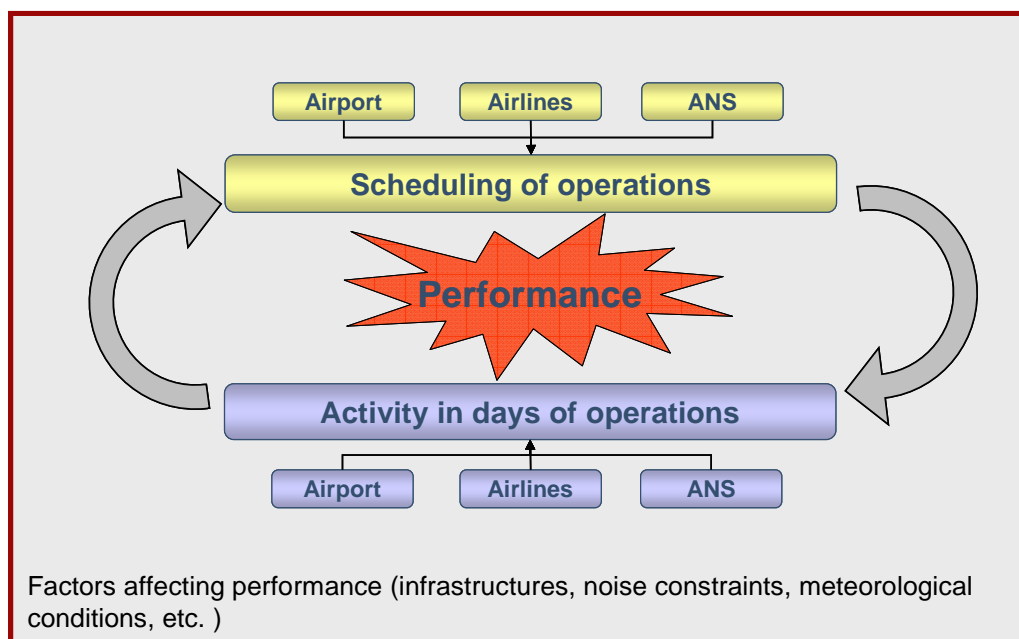 Airport Airlines ANS
Scheduling of operations
Performance
Activity in days of operations
Airport Airlines ANS
Factors affecting performance (infrastructures, noise constraints, meteorological
conditions, etc. )